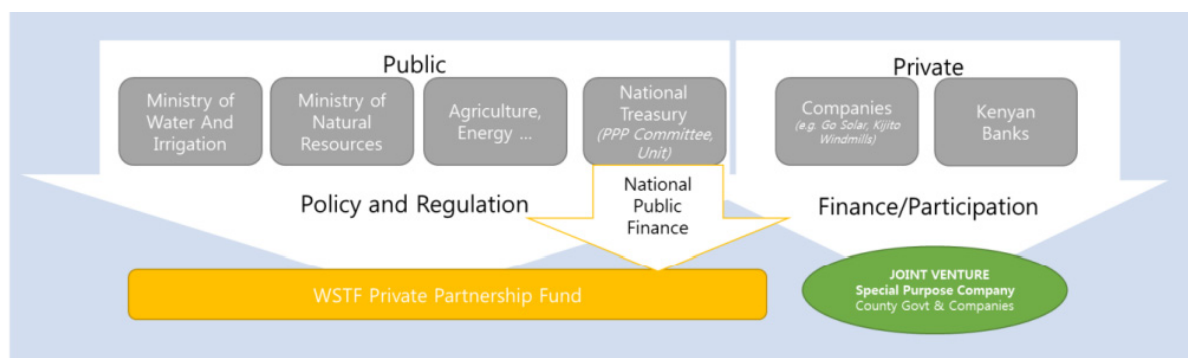 Public
Ministry of
Water And
Irrigation
Ministry of
Natural
Resources
Agriculture,
Energy ...
National
Treasury
(PPP Committee,
Unit)
Policy and Regulation
National
Public
Finance
WSTF Private Partnership Fund
Private
Companies
(e.g. Go Solar, Kijito
Windmills)
Kenyan
Banks
Finance/Participation
JOINT VENTURE
Special Purpose Company
County Govt & Companies